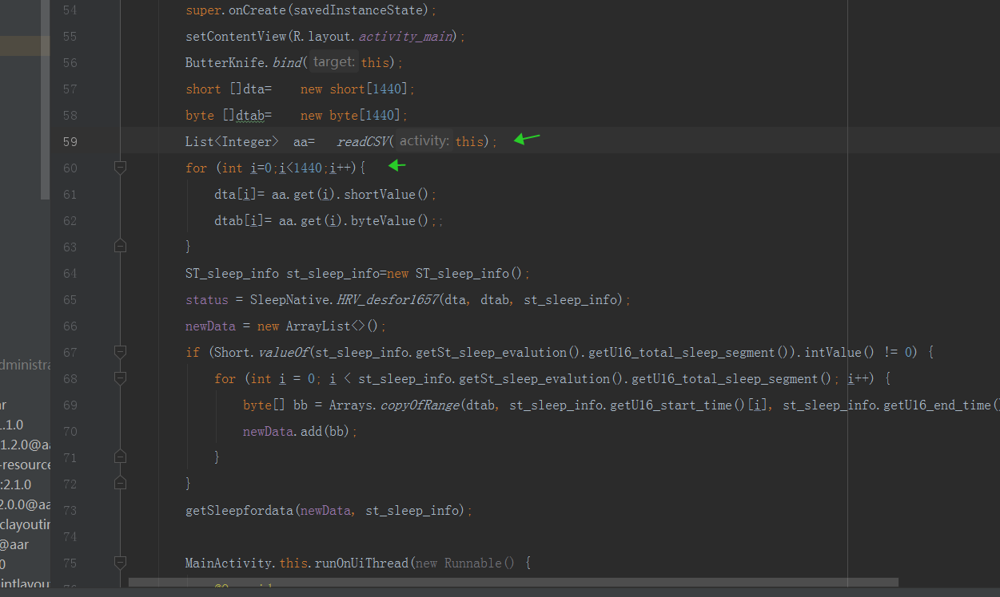 54 super.onCreate(savedInstanceState);
55 setContentView(R.layout.activity_main);
56 ButterKnife.bind( target: this);
57 short []dta= new short[1440];
58 byte []dtab= new byte[1440];
59 List<Integer> aa= readCSV( activity: this);
60 for (int i=0;i<1440;i++){
61 dta[i]= aa.get(i).shortValue();
62 dtab[i]= aa.get(i).byteValue();;
63 }
64 ST_sleep_info st_sleep_info=new ST_sleep_info();
65 status = SleepNative.HRV_desfor1657(dta, dtab, st_sleep_info);
66 newData = new ArrayList<>();
67 if (Short.valueOf(st_sleep_info.getSt_sleep_evalution().getU16_total_sleep_segment()).intValue() != 0) {
68 for (int i = 0; i < st_sleep_info.getSt_sleep_evalution().getU16_total_sleep_segment(); i++) {
69 byte[] bb = Arrays.copyOfRange(dtab, st_sleep_info.getU16_start_time()[i], st_sleep_info.getU16_end_time(
70 newData.add(bb);
71 }
72 }
73 getSleepfordata(newData, st_sleep_info);
74
75 MainActivity.this.runOnUiThread(new Runnable() {
dministra
ar
.1.0
1.2.0@aa
-resource
:2.1.0
2.0.0@aa
clayoutin
@aar
0
intlayou